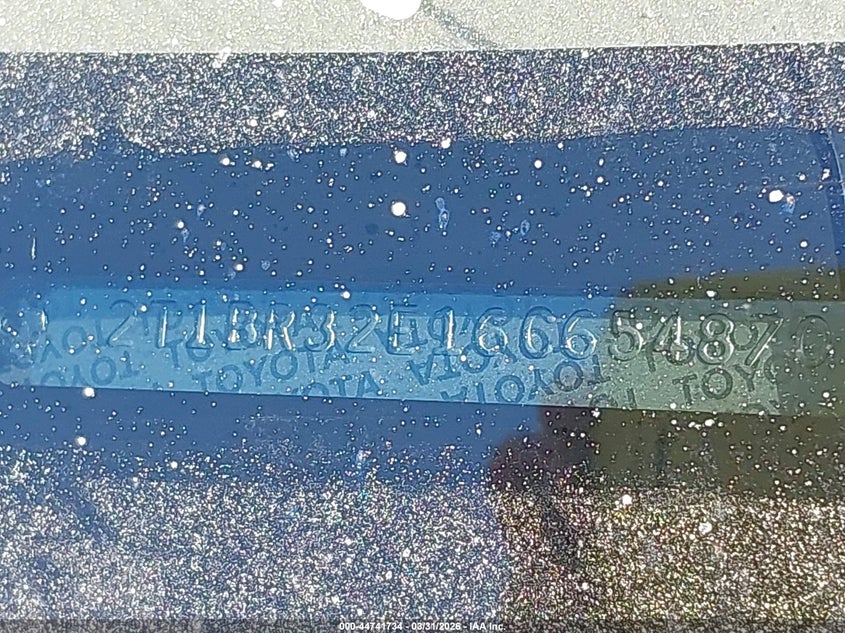 2T1BR32E16C654870
TOYOTA TOYOTA TOYOTA TOYOTA
000-44741734 - 03/31/2026 - IAA Inc.